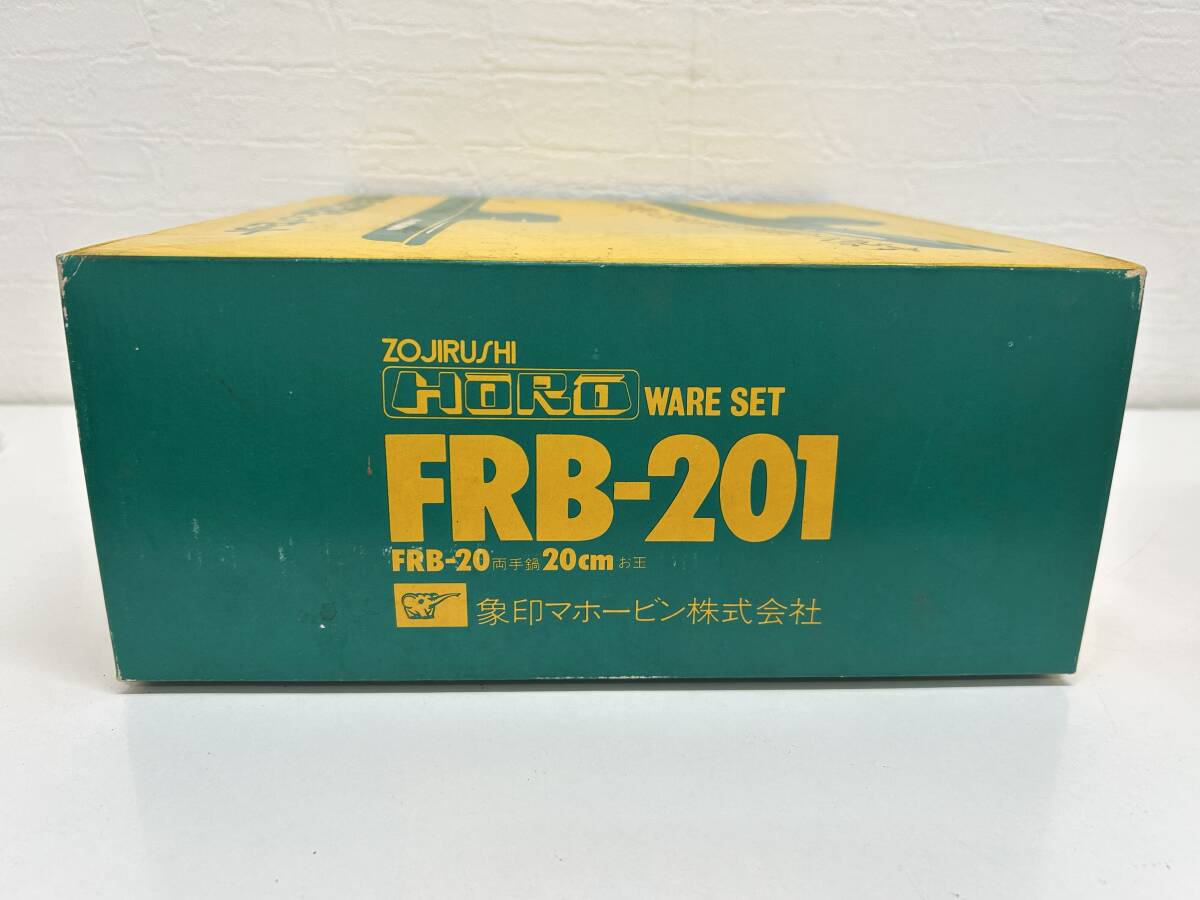 ZOJIRUSHI
HORO WARE SET
FRB-201
FRB-20 両手鍋 20cm お王
象印マホービン株式会社